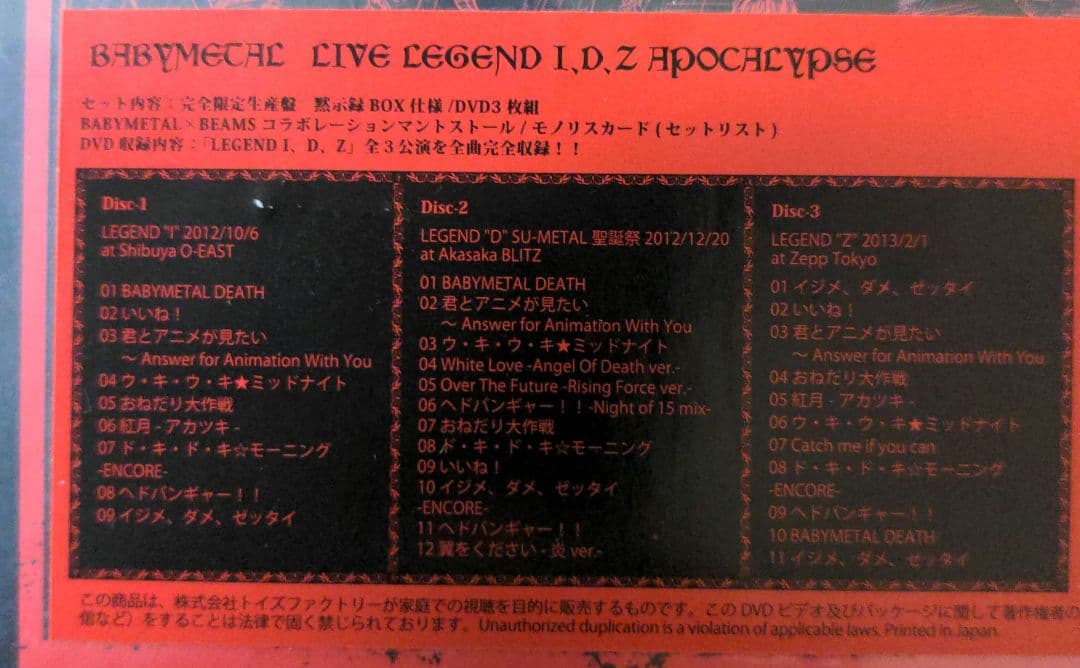 BABYMETAL LIVE LEGEND I、D、Z APOCALYPSE
セット内容：完全限定生産盤 黙示録BOX仕様/DVD3枚組
BABYMETAL×BEAMSコラボレーションマントストール/モノリスカード(セットリスト)
DVD収録内容：「LEGEND I、D、Z」全3公演を全曲完全収録！！
Disc-1
LEGEND "I" 2012/10/6
at Shibuya O-EAST
01 BABYMETAL DEATH
02 いいね！
03 君とアニメが見たい
～ Answer for Animation With You
04 ウ・キ・ウ・キ★ミッドナイト
05 おねだり大作戦
06 紅月 - アカツキ -
07 ド・キ・ド・キ☆モーニング
-ENCORE-
08 ヘドバンギャー！！
09 イジメ、ダメ、ゼッタイ
Disc-2
LEGEND "D" SU-METAL 聖誕祭 2012/12/20
at Akasaka BLITZ
01 BABYMETAL DEATH
02 君とアニメが見たい
～ Answer for Animation With You
03 ウ・キ・ウ・キ★ミッドナイト
04 White Love -Angel Of Death ver.-
05 Over The Future -Rising Force ver.-
06 ヘドバンギャー！！-Night of 15 mix-
07 おねだり大作戦
08 ド・キ・ド・キ☆モーニング
09 いいね！
10 イジメ、ダメ、ゼッタイ
-ENCORE-
11 ヘドバンギャー！！
12 翼をください - 炎 ver.-
Disc-3
LEGEND "Z" 2013/2/1
at Zepp Tokyo
01 イジメ、ダメ、ゼッタイ
02 いいね！
03 君とアニメが見たい
～ Answer for Animation With You
04 おねだり大作戦
05 紅月 - アカツキ -
06 ウ・キ・ウ・キ★ミッドナイト
07 Catch me if you can
08 ド・キ・ド・キ☆モーニング
-ENCORE-
09 ヘドバンギャー！！
10 BABYMETAL DEATH
11 イジメ、ダメ、ゼッタイ
この商品は、株式会社トイズファクトリーが家庭での視聴を目的に販売するものです。このDVDビデオ及びパッケージに関して著作権者の
信など）をすることは法律で固く禁じられております。Unauthorized duplication is a violation of applicable laws. Printed in Japan.